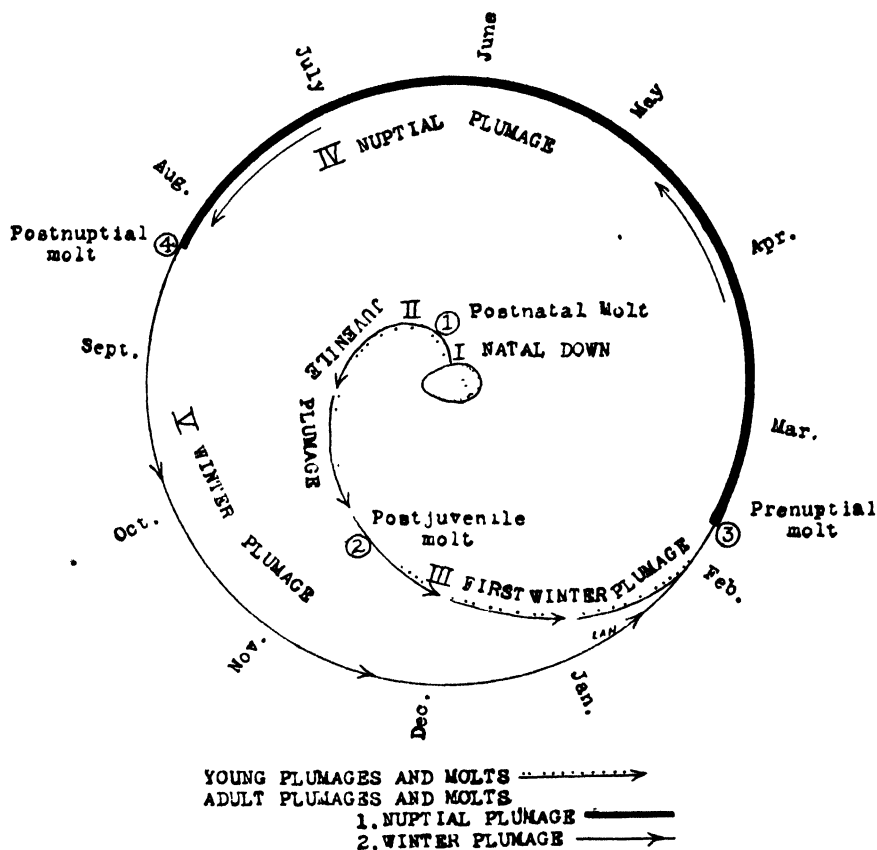 June
July
May
IV NUPTIAL PLUMAGE
Aug.
Apr.
Postnuptial
molt
4
II
JUVENILE
PLUMAGE
1
Postnatal Molt
I NATAL DOWN
Sept.
Mar.
V WINTER
PLUMAGE
Oct.
Postjuvenile
molt
2
Prenuptial
molt
3
III FIRST WINTER PLUMAGE
Feb.
LAH
Nov.
Jan.
Dec.
YOUNG PLUMAGES AND MOLTS
ADULT PLUMAGES AND MOLTS
1. NUPTIAL PLUMAGE
2. WINTER PLUMAGE